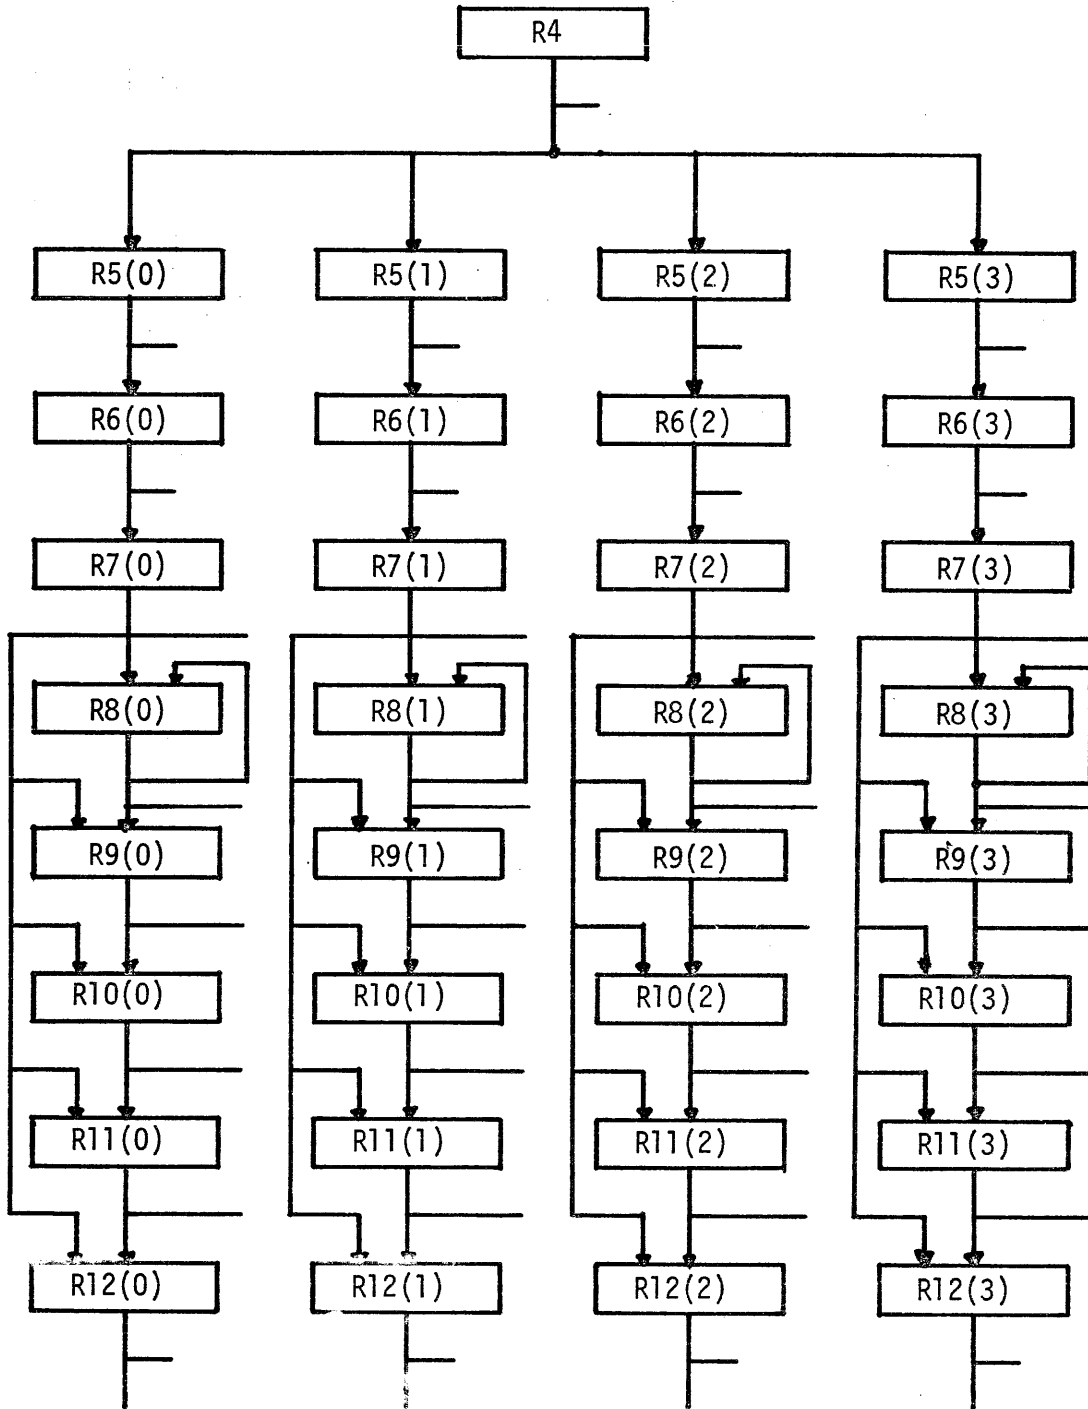 R4
R5(0) R5(1) R5(2) R5(3)
R6(0) R6(1) R6(2) R6(3)
R7(0) R7(1) R7(2) R7(3)
R8(0) R8(1) R8(2) R8(3)
R9(0) R9(1) R9(2) R9(3)
R10(0) R10(1) R10(2) R10(3)
R11(0) R11(1) R11(2) R11(3)
R12(0) R12(1) R12(2) R12(3)